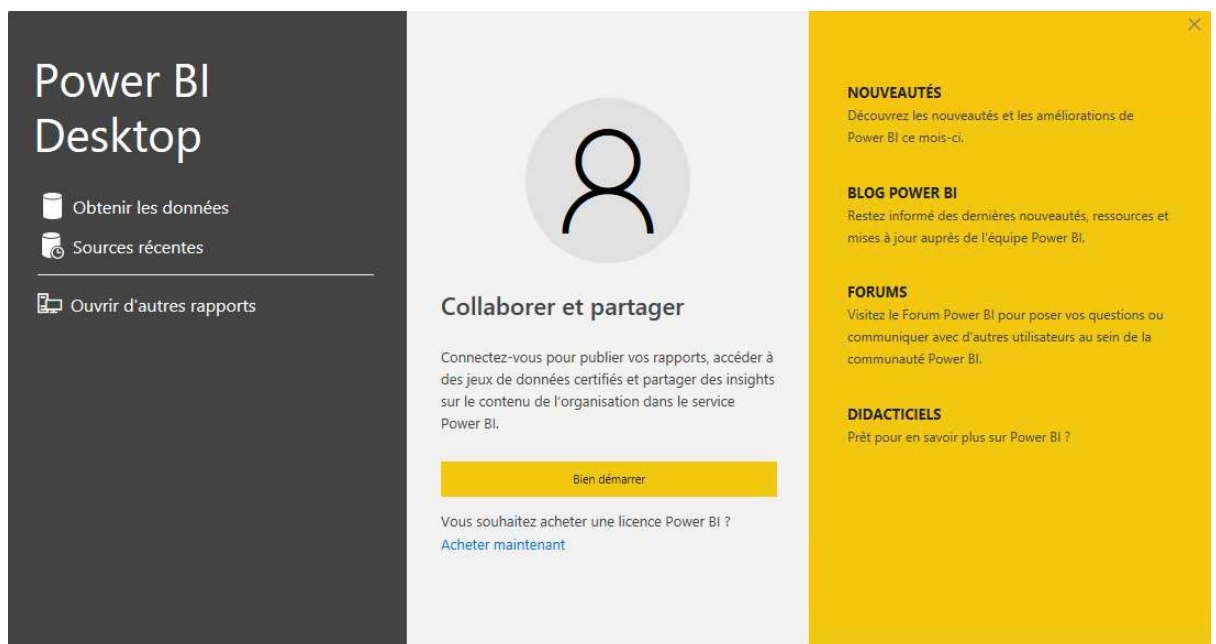 Power BI
Desktop
Obtenir les données
Sources récentes
Ouvrir d'autres rapports
Collaborer et partager
Connectez-vous pour publier vos rapports, accéder à
des jeux de données certifiés et partager des insights
sur le contenu de l'organisation dans le service
Power BI.
Bien démarrer
Vous souhaitez acheter une licence Power BI ?
Acheter maintenant
NOUVEAUTÉS
Découvrez les nouveautés et les améliorations de
Power BI ce mois-ci.
BLOG POWER BI
Restez informé des dernières nouveautés, ressources et
mises à jour auprès de l'équipe Power BI.
FORUMS
Visitez le Forum Power BI pour poser vos questions ou
communiquer avec d'autres utilisateurs au sein de la
communauté Power BI.
DIDACTICIELS
Prêt pour en savoir plus sur Power BI ?